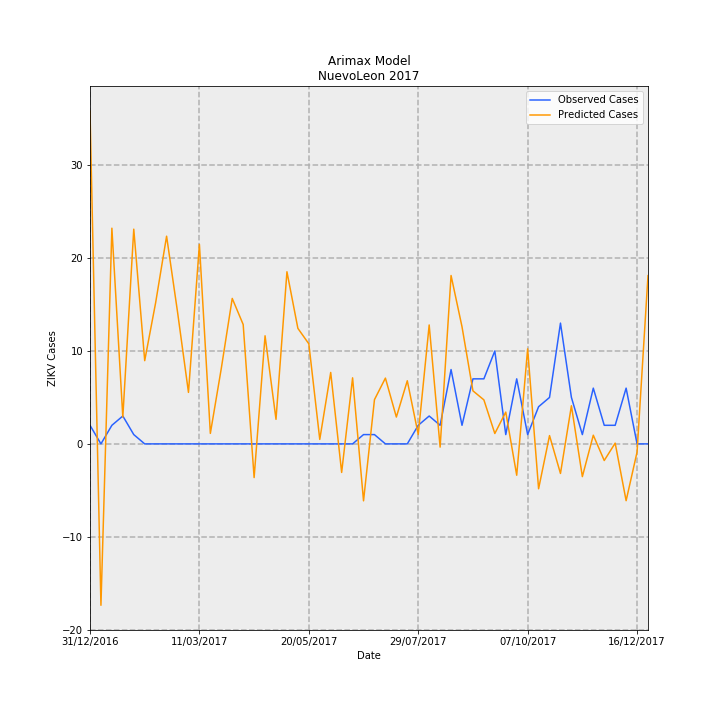 Arimax Model
NuevoLeon 2017
Observed Cases
Predicted Cases
ZIKV Cases
30
20
10
0
−10
−20
31/12/2016
11/03/2017
20/05/2017
29/07/2017
07/10/2017
16/12/2017
Date